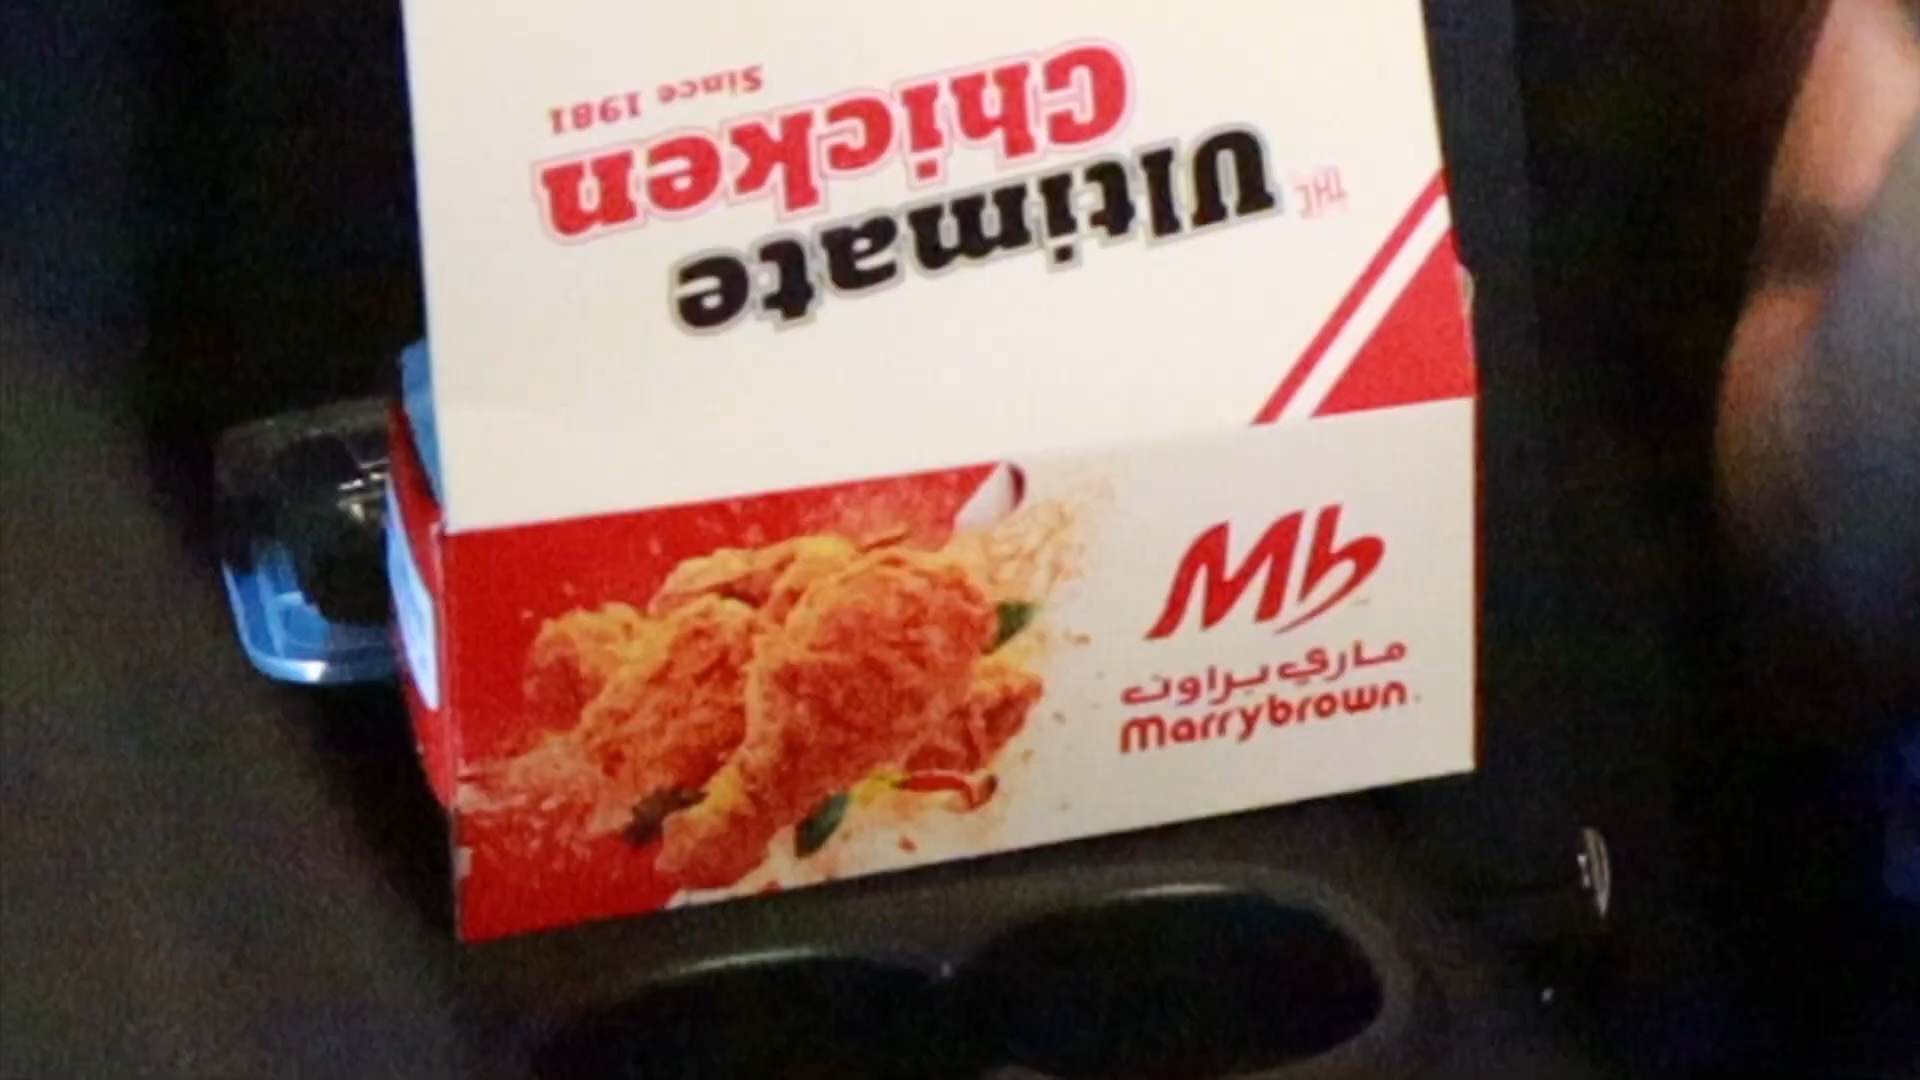 THE
Ultimate
Chicken
Since 1981
Mb
ماري براون
Marrybrown